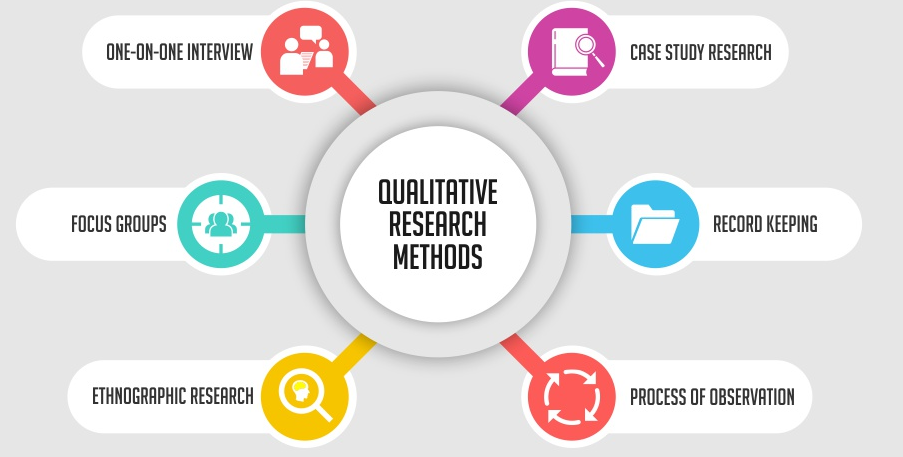 ONE-ON-ONE INTERVIEW
CASE STUDY RESEARCH
QUALITATIVE
RESEARCH
METHODS
FOCUS GROUPS
RECORD KEEPING
ETHNOGRAPHIC RESEARCH
PROCESS OF OBSERVATION